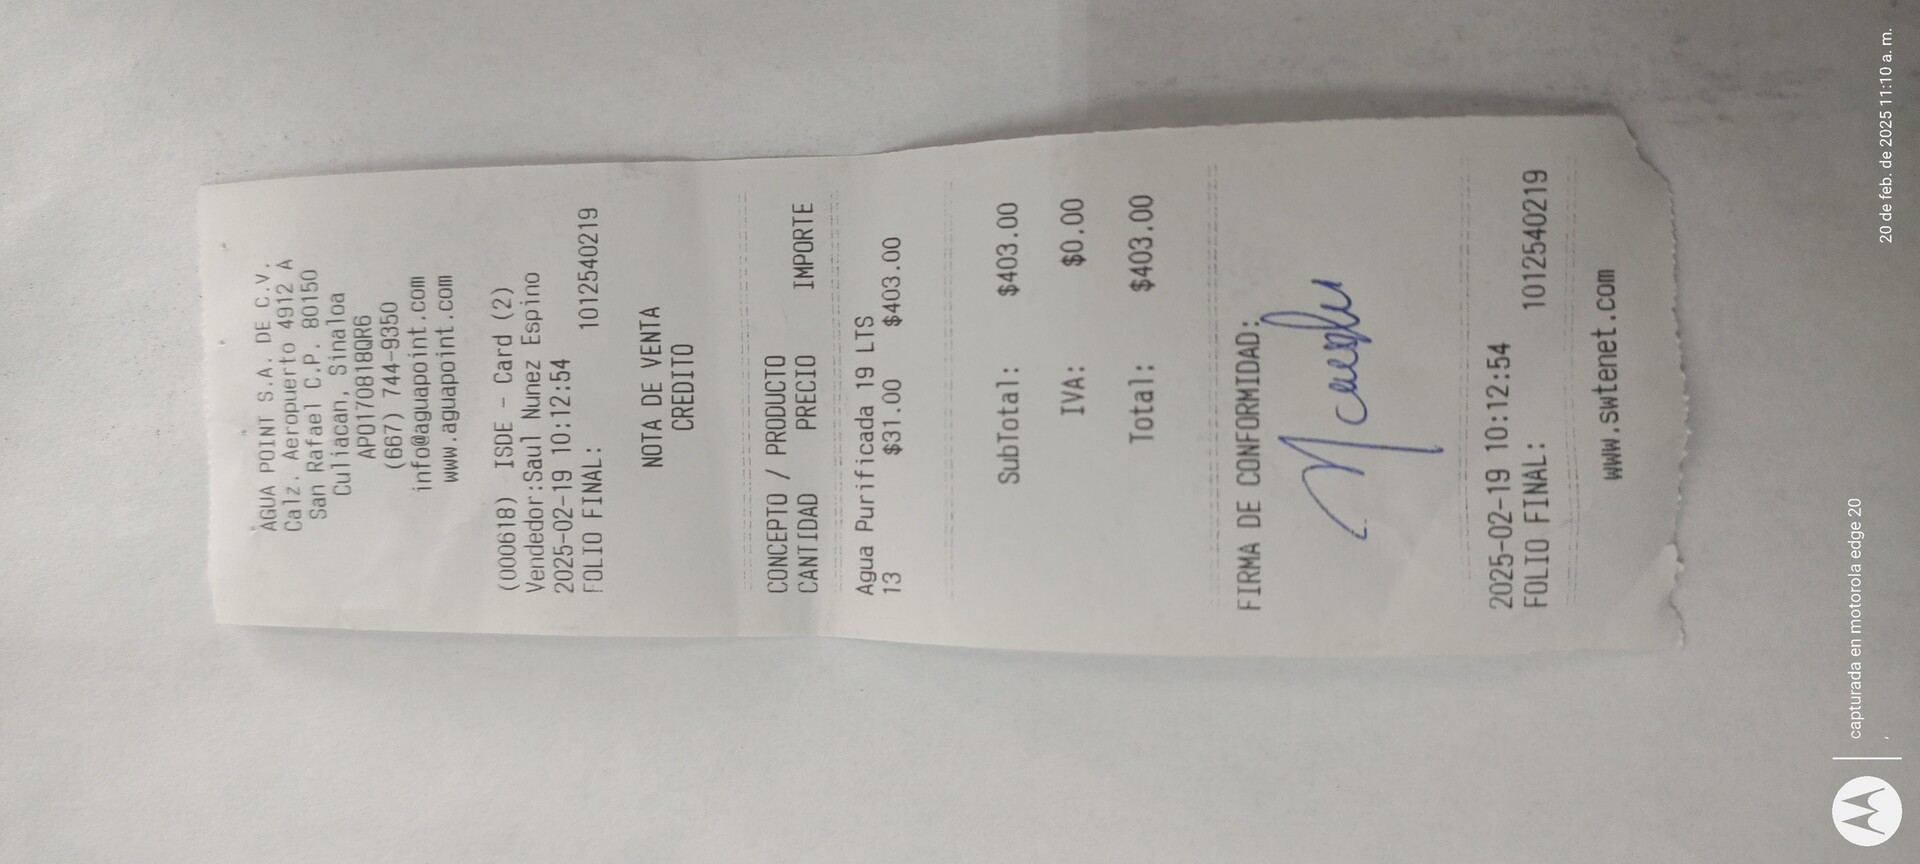 AGUA POINT S.A. DE C.V.
Calz. Aeropuerto 4912 A
San Rafael C.P. 80150
Culiacan, Sinaloa
APO170818QR6
(667) 744-9350
info@aguapoint.com
www.aguapoint.com
(000618) ISDE - Card (2)
Vendedor:Saul Nunez Espino
2025-02-19 10:12:54
FOLIO FINAL: 1012540219
NOTA DE VENTA
CREDITO
CONCEPTO / PRODUCTO
CANTIDAD PRECIO IMPORTE
Agua Purificada 19 LTS
13 $31.00 $403.00
SubTotal: $403.00
IVA: $0.00
Total: $403.00
FIRMA DE CONFORMIDAD:
2025-02-19 10:12:54
FOLIO FINAL: 1012540219
www.swtenet.com
capturada en motorola edge 20
20 de feb. de 2025 11:10 a. m.